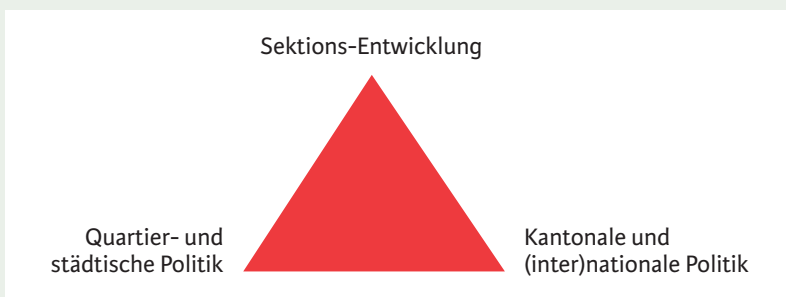 Sektions-Entwicklung
Quartier- und
städtische Politik
Kantonale und
(inter)nationale Politik